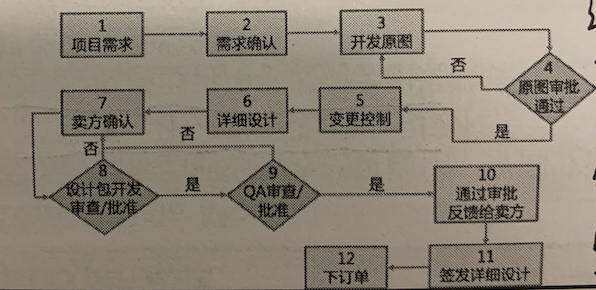 1
项目需求
2
需求确认
3
开发原图
否
4
原图审批
通过
是
5
变更控制
6
详细设计
7
卖方确认
否
否
8
设计包开发
审查/批准
是
9
QA审查/
批准
是
10
通过审批
反馈给卖方
11
签发详细设计
12
下订单